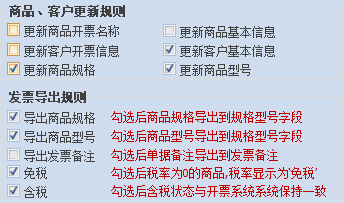 商品、客户更新规则
更新商品开票名称 更新商品基本信息
更新客户开票信息 更新客户基本信息
更新商品规格 更新商品型号
发票导出规则
导出商品规格 勾选后商品规格导出到规格型号字段
导出商品型号 勾选后商品型号导出到规格型号字段
导出发票备注 勾选后单据备注导出到发票备注
免税 勾选后税率为0的商品,税率显示为'免税'
含税 勾选后含税状态与开票系统系统保持一致